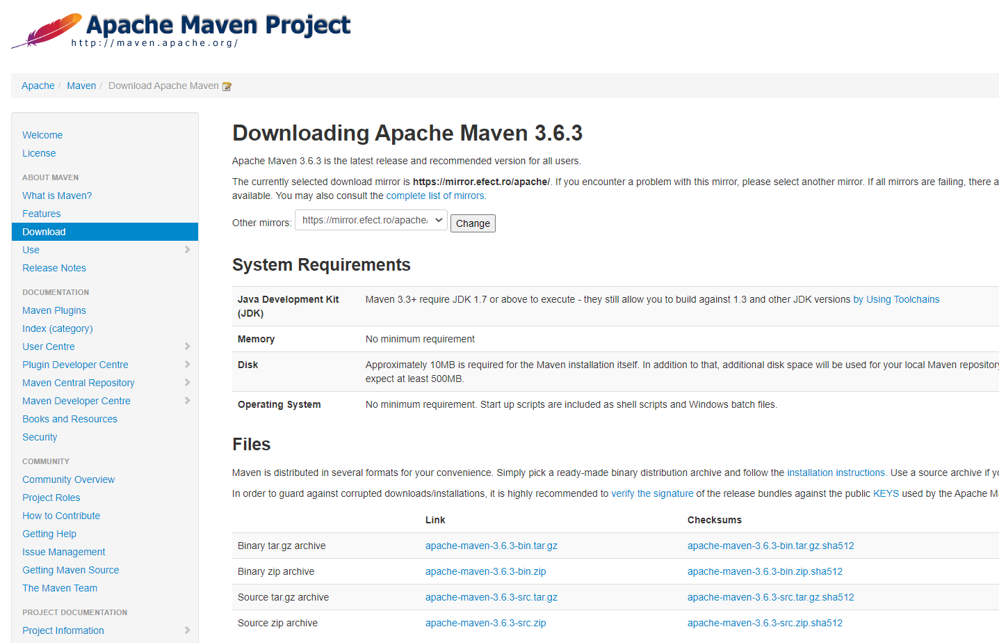 Apache Maven Project
http://maven.apache.org/
Apache / Maven / Download Apache Maven
Welcome
License
ABOUT MAVEN
What is Maven?
Features
Download
Use
Release Notes
DOCUMENTATION
Maven Plugins
Index (category)
User Centre
Plugin Developer Centre
Maven Central Repository
Maven Developer Centre
Books and Resources
Security
COMMUNITY
Community Overview
Project Roles
How to Contribute
Getting Help
Issue Management
Getting Maven Source
The Maven Team
PROJECT DOCUMENTATION
Project Information
Downloading Apache Maven 3.6.3
Apache Maven 3.6.3 is the latest release and recommended version for all users.
The currently selected download mirror is https://mirror.efect.ro/apache/. If you encounter a problem with this mirror, please select another mirror. If all mirrors are failing, there a
available. You may also consult the complete list of mirrors.
Other mirrors: https://mirror.efect.ro/apache/ Change
System Requirements
Java Development Kit (JDK) Maven 3.3+ require JDK 1.7 or above to execute - they still allow you to build against 1.3 and other JDK versions by Using Toolchains
Memory No minimum requirement
Disk Approximately 10MB is required for the Maven installation itself. In addition to that, additional disk space will be used for your local Maven repository
expect at least 500MB.
Operating System No minimum requirement. Start up scripts are included as shell scripts and Windows batch files.
Files
Maven is distributed in several formats for your convenience. Simply pick a ready-made binary distribution archive and follow the installation instructions. Use a source archive if yo
In order to guard against corrupted downloads/installations, it is highly recommended to verify the signature of the release bundles against the public KEYS used by the Apache M
Link Checksums
Binary tar.gz archive apache-maven-3.6.3-bin.tar.gz apache-maven-3.6.3-bin.tar.gz.sha512
Binary zip archive apache-maven-3.6.3-bin.zip apache-maven-3.6.3-bin.zip.sha512
Source tar.gz archive apache-maven-3.6.3-src.tar.gz apache-maven-3.6.3-src.tar.gz.sha512
Source zip archive apache-maven-3.6.3-src.zip apache-maven-3.6.3-src.zip.sha512